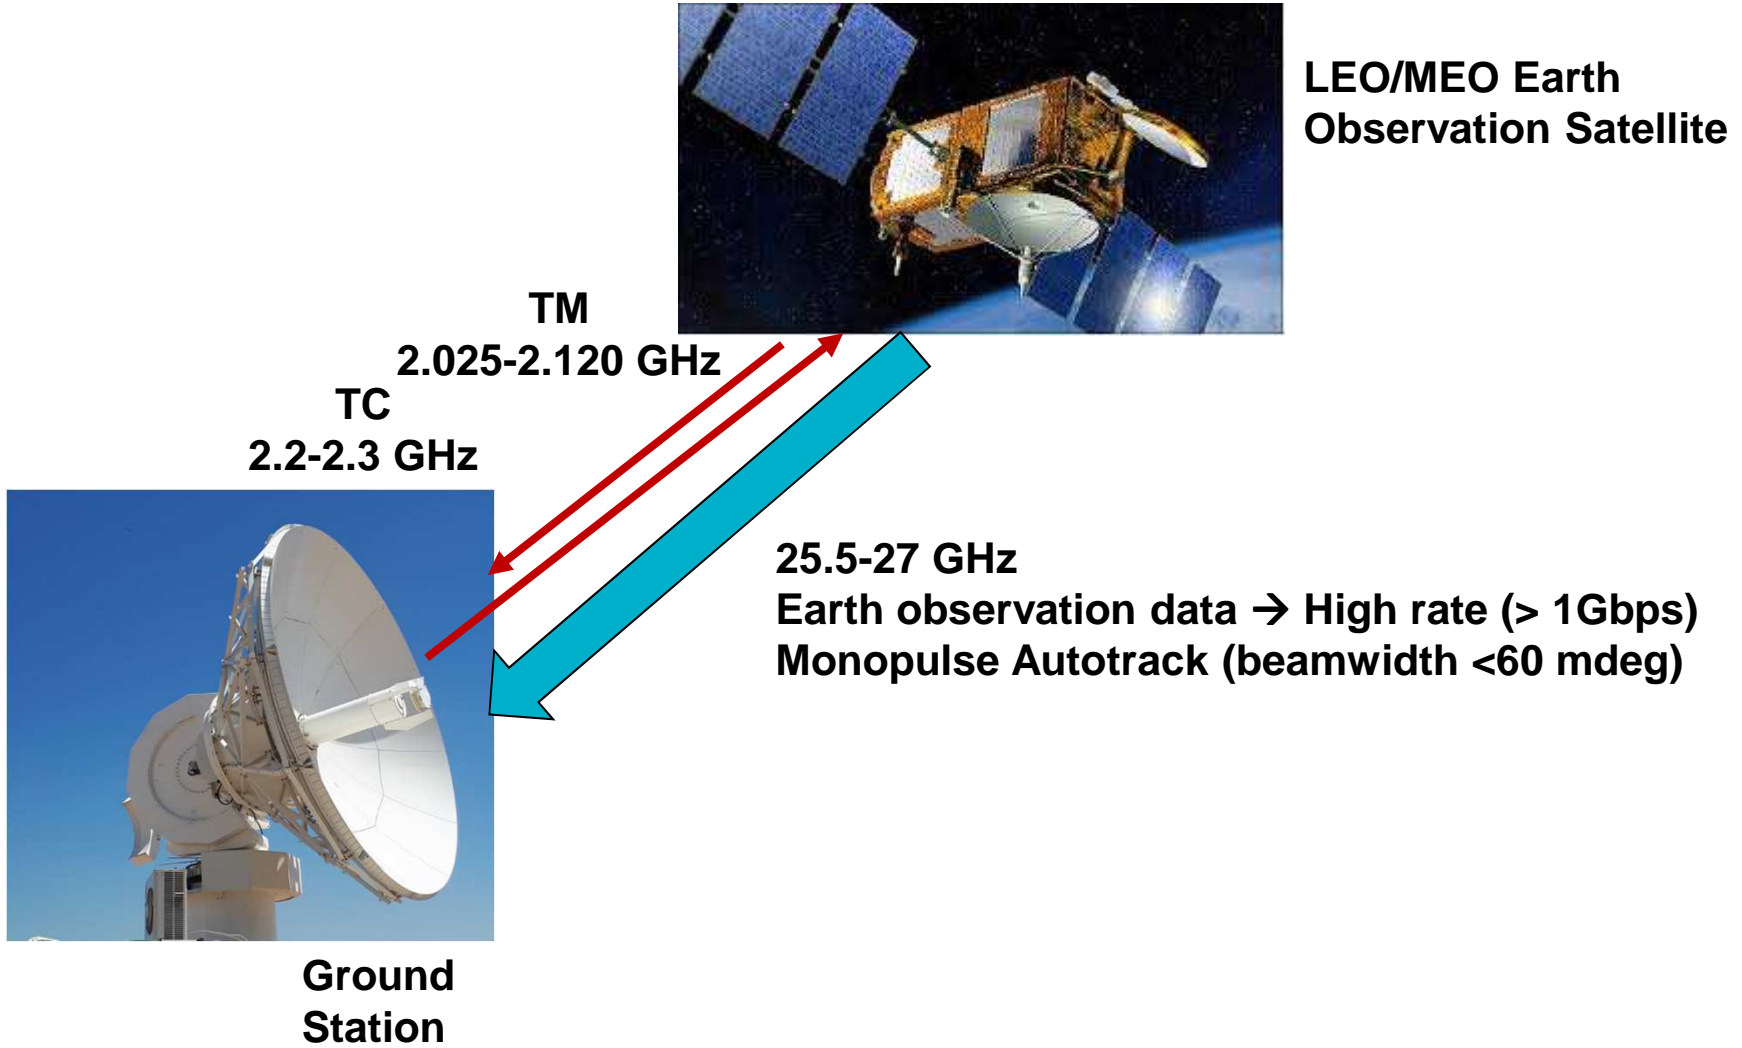 LEO/MEO Earth
Observation Satellite
TM
2.025-2.120 GHz
TC
2.2-2.3 GHz
25.5-27 GHz
Earth observation data → High rate (> 1Gbps)
Monopulse Autotrack (beamwidth <60 mdeg)
Ground
Station